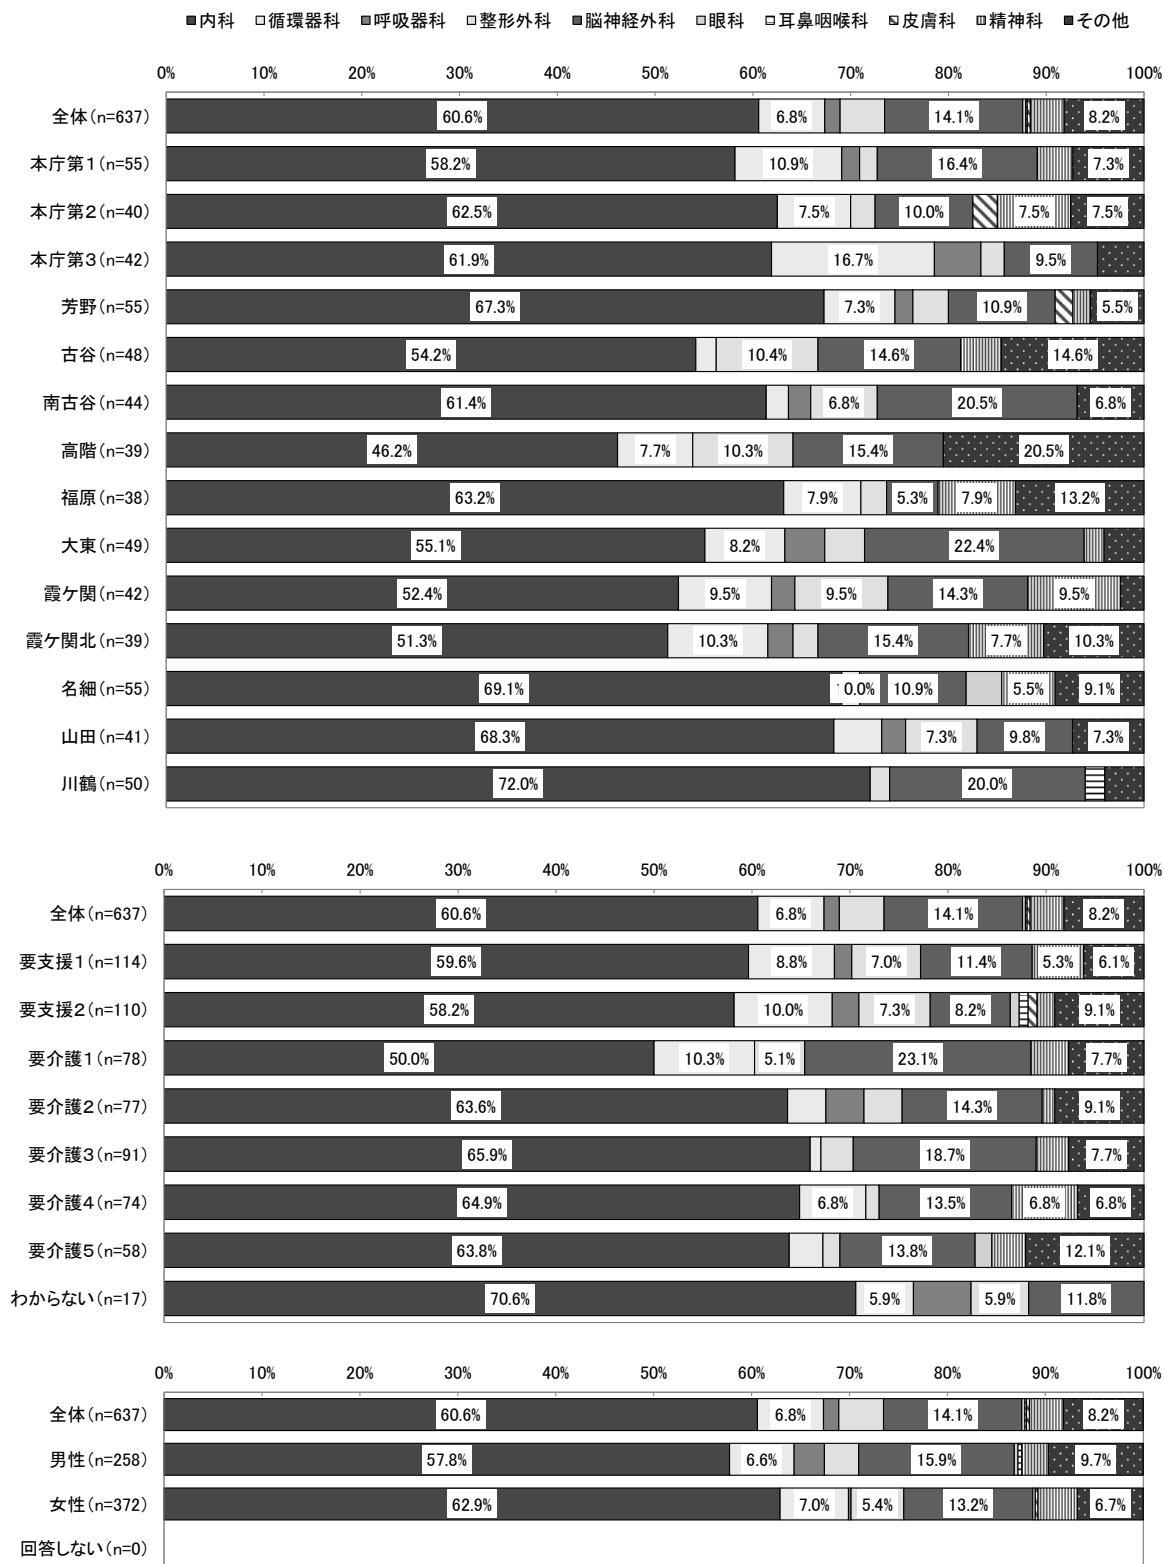 ■内科 □循環器科 ■呼吸器科 □整形外科 ■脳神経外科 □眼科 □耳鼻咽喉科 □皮膚科 □精神科 ■その他
0% 10% 20% 30% 40% 50% 60% 70% 80% 90% 100%
全体(n=637) 60.6% 6.8% 14.1% 8.2%
本庁第1(n=55) 58.2% 10.9% 16.4% 7.3%
本庁第2(n=40) 62.5% 7.5% 10.0% 7.5% 7.5%
本庁第3(n=42) 61.9% 16.7% 9.5%
芳野(n=55) 67.3% 7.3% 10.9% 5.5%
古谷(n=48) 54.2% 10.4% 14.6% 14.6%
南古谷(n=44) 61.4% 6.8% 20.5% 6.8%
高階(n=39) 46.2% 7.7% 10.3% 15.4% 20.5%
福原(n=38) 63.2% 7.9% 5.3% 7.9% 13.2%
大東(n=49) 55.1% 8.2% 22.4%
霞ケ関(n=42) 52.4% 9.5% 9.5% 14.3% 9.5%
霞ケ関北(n=39) 51.3% 10.3% 15.4% 7.7% 10.3%
名細(n=55) 69.1% 0.0% 10.9% 5.5% 9.1%
山田(n=41) 68.3% 7.3% 9.8% 7.3%
川鶴(n=50) 72.0% 20.0%
0% 10% 20% 30% 40% 50% 60% 70% 80% 90% 100%
全体(n=637) 60.6% 6.8% 14.1% 8.2%
要支援1(n=114) 59.6% 8.8% 7.0% 11.4% 5.3% 6.1%
要支援2(n=110) 58.2% 10.0% 7.3% 8.2% 9.1%
要介護1(n=78) 50.0% 10.3% 5.1% 23.1% 7.7%
要介護2(n=77) 63.6% 14.3% 9.1%
要介護3(n=91) 65.9% 18.7% 7.7%
要介護4(n=74) 64.9% 6.8% 13.5% 6.8% 6.8%
要介護5(n=58) 63.8% 13.8% 12.1%
わからない(n=17) 70.6% 5.9% 5.9% 11.8%
0% 10% 20% 30% 40% 50% 60% 70% 80% 90% 100%
全体(n=637) 60.6% 6.8% 14.1% 8.2%
男性(n=258) 57.8% 6.6% 15.9% 9.7%
女性(n=372) 62.9% 7.0% 5.4% 13.2% 6.7%
回答しない(n=0)